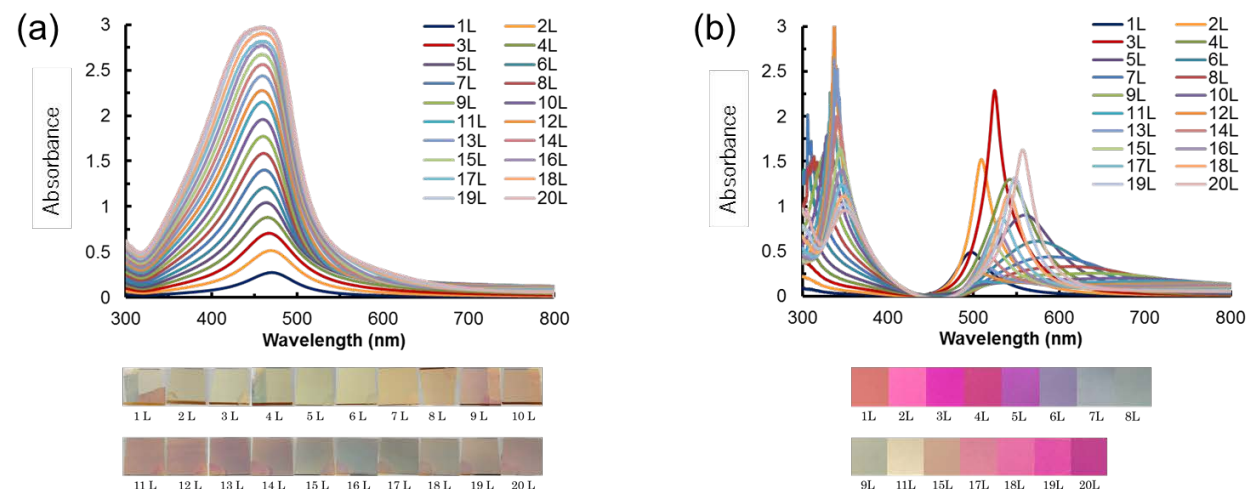 (a)
Absorbance
3
2.5
2
1.5
1
0.5
0
300 400 500 600 700 800
Wavelength (nm)
1L 2L
3L 4L
5L 6L
7L 8L
9L 10L
11L 12L
13L 14L
15L 16L
17L 18L
19L 20L
1 L 2 L 3 L 4 L 5 L 6 L 7 L 8 L 9 L 10 L
11 L 12 L 13 L 14 L 15 L 16 L 17 L 18 L 19 L 20 L
(b)
Absorbance
3
2.5
2
1.5
1
0.5
0
300 400 500 600 700 800
Wavelength (nm)
1L 2L
3L 4L
5L 6L
7L 8L
9L 10L
11L 12L
13L 14L
15L 16L
17L 18L
19L 20L
1L 2L 3L 4L 5L 6L 7L 8L
9L 11L 15L 17L 18L 19L 20L